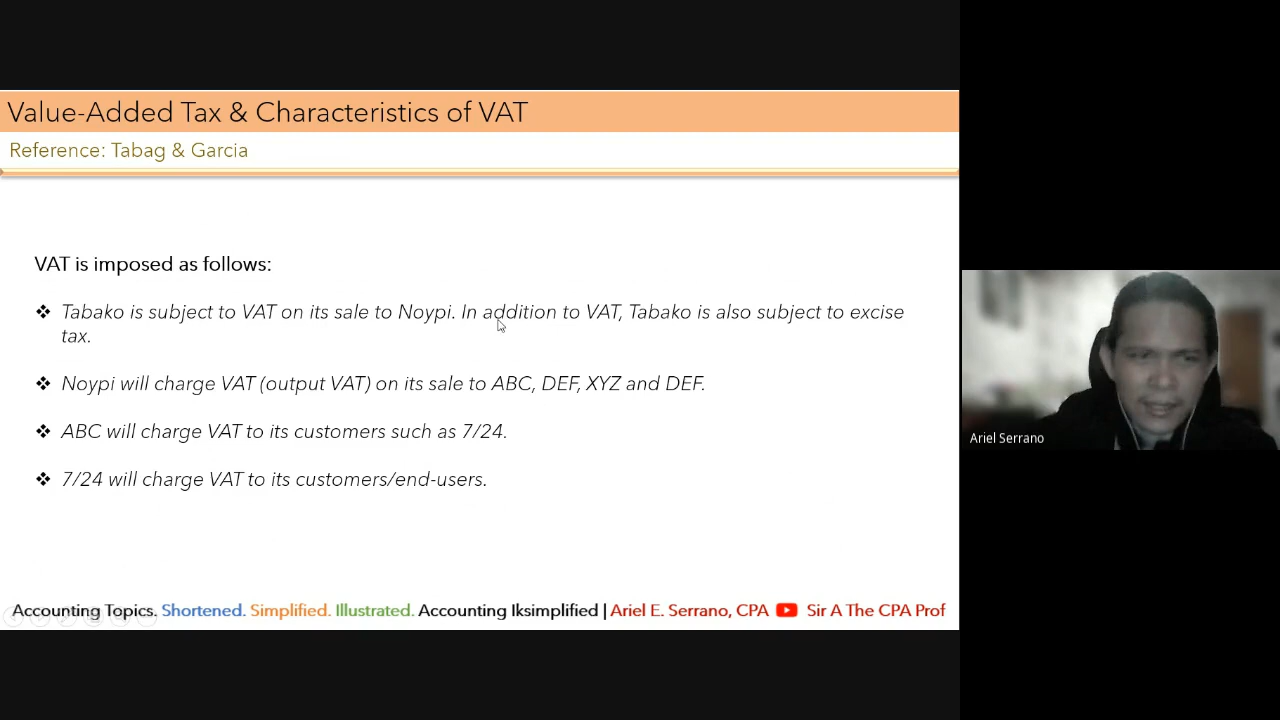 Value-Added Tax & Characteristics of VAT
Reference: Tabag & Garcia
VAT is imposed as follows:
❖ Tabako is subject to VAT on its sale to Noypi. In addition to VAT, Tabako is also subject to excise
tax.
❖ Noypi will charge VAT (output VAT) on its sale to ABC, DEF, XYZ and DEF.
❖ ABC will charge VAT to its customers such as 7/24.
❖ 7/24 will charge VAT to its customers/end-users.
Ariel Serrano
Accounting Topics. Shortened. Simplified. Illustrated. Accounting Iksimplified | Ariel E. Serrano, CPA Sir A The CPA Prof